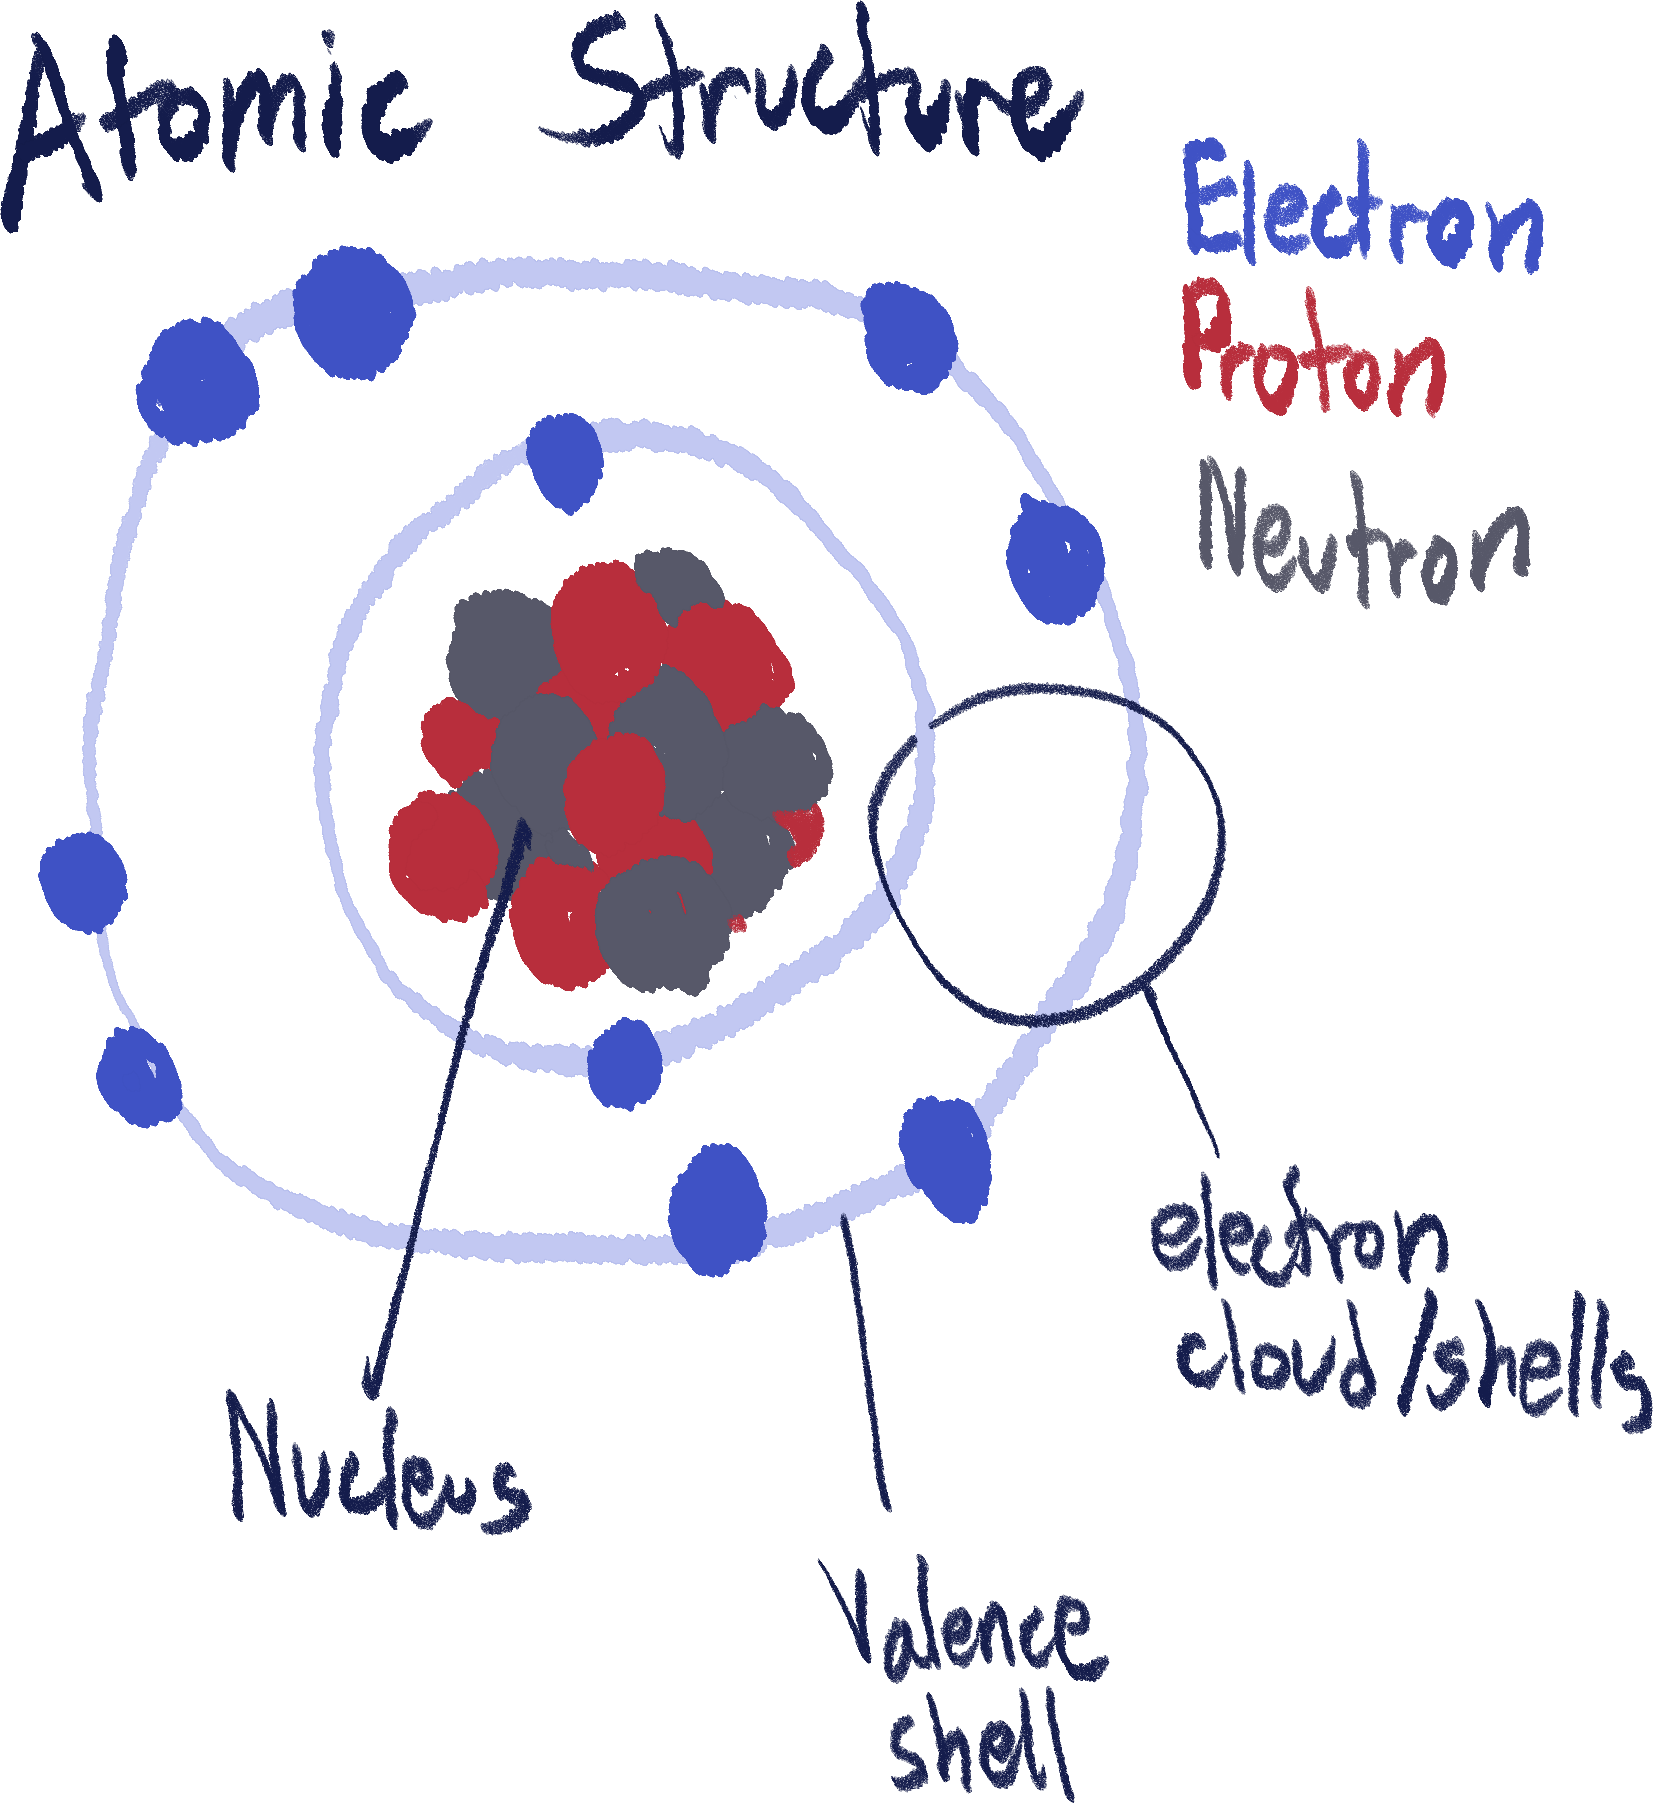 Atomic Structure
Electron
Proton
Neutron
electron
cloud/shells
Nucleus
Valence
shell